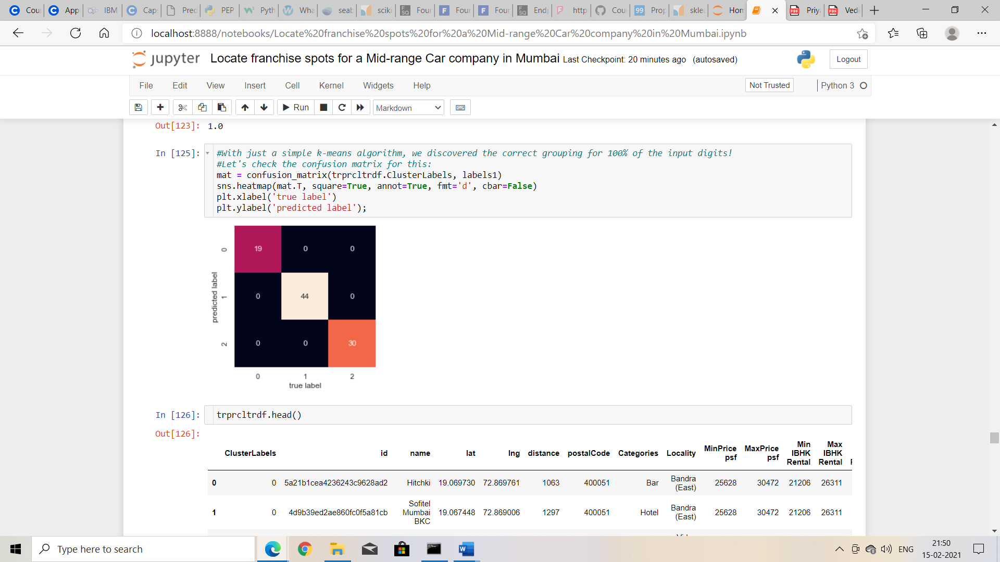 Cour
App
IBM
Caps
Pred
PEP
Pyth
Wha
seab
sciki
Four
Four
Four
Endp
http
Cour
Prop
sklea
Hom
Priya
Vedi
localhost:8888/notebooks/Locate%20franchise%20spots%20for%20a%20Mid-range%20Car%20company%20in%20Mumbai.ipynb
jupyter Locate franchise spots for a Mid-range Car company in Mumbai Last Checkpoint: 20 minutes ago (autosaved) Logout
File Edit View Insert Cell Kernel Widgets Help Not Trusted Python 3
Run Markdown
Out[123]: 1.0
In [125]: #With just a simple k-means algorithm, we discovered the correct grouping for 100% of the input digits!
#Let's check the confusion matrix for this:
mat = confusion_matrix(trprcltrdf.ClusterLabels, labels1)
sns.heatmap(mat.T, square=True, annot=True, fmt='d', cbar=False)
plt.xlabel('true label')
plt.ylabel('predicted label');
predicted label
0 19 0 0
1 0 44 0
2 0 0 30
0 1 2
true label
In [126]: trprcltrdf.head()
Out[126]:
ClusterLabels id name lat lng distance postalCode Categories Locality MinPrice psf MaxPrice psf Min IBHK Rental Max IBHK Rental
0 0 5a21b1cea4236243c9628ad2 Hitchki 19.069730 72.869761 1063 400051 Bar Bandra (East) 25628 30472 21206 26311
1 0 4d9b39ed2ae860fc0f5a81cb Sofitel Mumbai BKC 19.067448 72.869006 1297 400051 Hotel Bandra (East) 25628 30472 21206 26311
Type here to search
ENG
21:50
15-02-2021